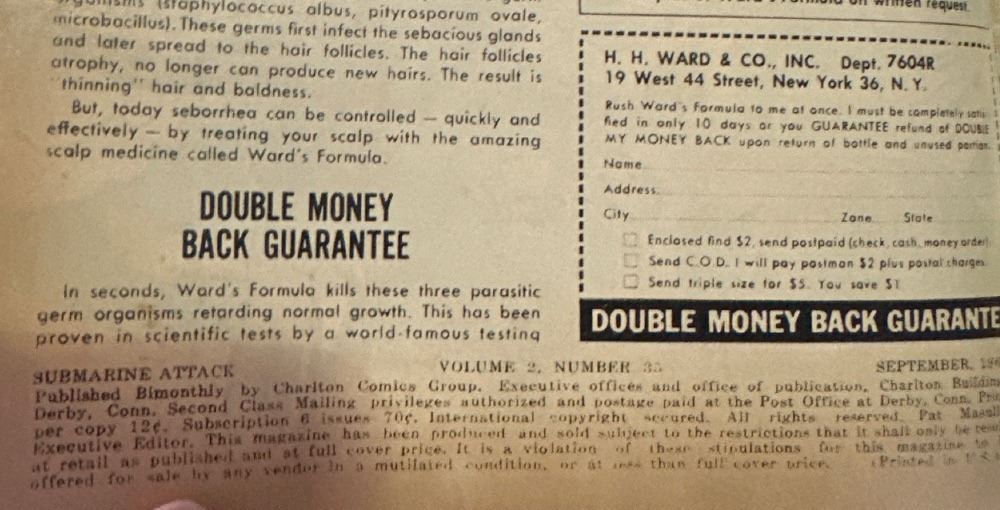 organisms (staphylococcus albus, pityrosporum ovale,
microbacillus). These germs first infect the sebacious glands
and later spread to the hair follicles. The hair follicles
atrophy, no longer can produce new hairs. The result is
"thinning" hair and baldness.
But, today seborrhea can be controlled — quickly and
effectively — by treating your scalp with the amazing
scalp medicine called Ward's Formula.
DOUBLE MONEY
BACK GUARANTEE
In seconds, Ward's Formula kills these three parasitic
germ organisms retarding normal growth. This has been
proven in scientific tests by a world-famous testing
on written request.
H. H. WARD & CO., INC. Dept. 7604R
19 West 44 Street, New York 36, N. Y.
Rush Ward's Formula to me at once. I must be completely satis
fied in only 10 days or you GUARANTEE refund of DOUBLE
MY MONEY BACK upon return of bottle and unused portion.
Name
Address
City Zone State
Enclosed find $2, send postpaid (check, cash, money order)
Send C.O.D. I will pay postman $2 plus postal charges.
Send triple size for $5. You save $1
DOUBLE MONEY BACK GUARANTE
SUBMARINE ATTACK VOLUME 2, NUMBER SEPTEMBER,
Published Bimonthly by Charlton Comics Group. Executive offices and office of publication, Charlton Buildin
Derby, Conn. Second Class Mailing privileges authorized and postage paid at the Post Office at Derby, Conn.
per copy 12¢. Subscription 6 issues 70¢. International copyright secured. All rights reserved. Pat
Executive Editor. This magazine has been produced and sold subject to the restrictions that it shall only be
at retail as published and at full cover price. It is a violation of these stipulations for this magazine to
offered for sale by any vendor in a mutilated condition, or at less than full cover price. (Printed in